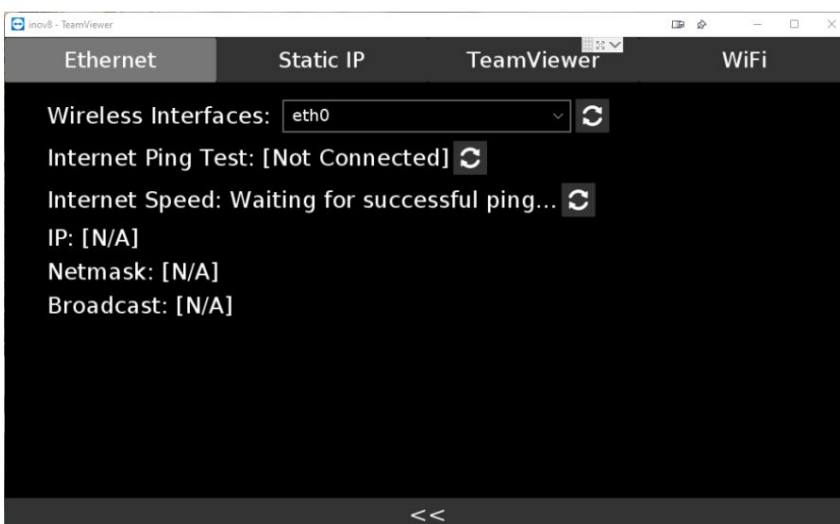 inov8 - TeamViewer
Ethernet Static IP TeamViewer WiFi
Wireless Interfaces: eth0
Internet Ping Test: [Not Connected]
Internet Speed: Waiting for successful ping...
IP: [N/A]
Netmask: [N/A]
Broadcast: [N/A]
<<